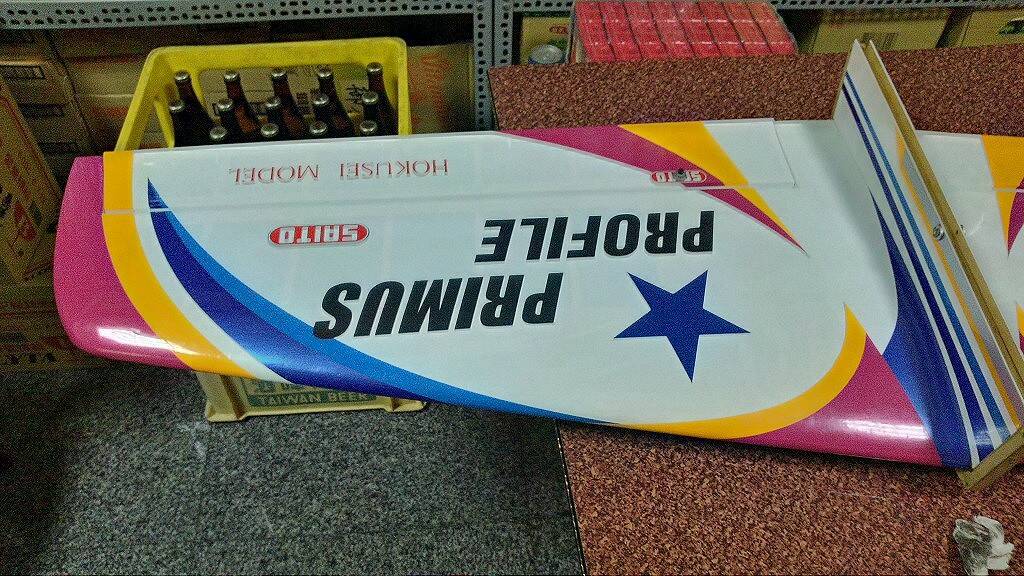 HOKUSEI MODEL
SAITO
SAITO
PROFILE
PRIMUS
TAIWAN BEER